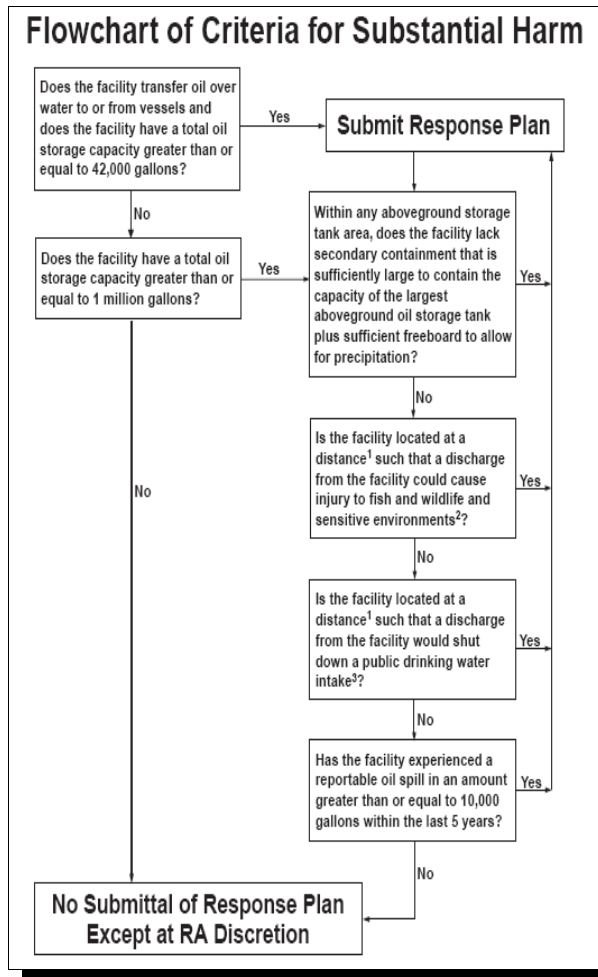 Flowchart of Criteria for Substantial Harm
Does the facility transfer oil over
water to or from vessels and
does the facility have a total oil
storage capacity greater than or
equal to 42,000 gallons?
Yes
Submit Response Plan
No
Does the facility have a total oil
storage capacity greater than or
equal to 1 million gallons?
Yes
Within any aboveground storage
tank area, does the facility lack
secondary containment that is
sufficiently large to contain the
capacity of the largest
aboveground oil storage tank
plus sufficient freeboard to allow
for precipitation?
Yes
No
Is the facility located at a
distance¹ such that a discharge
from the facility could cause
injury to fish and wildlife and
sensitive environments²?
Yes
No
No
Is the facility located at a
distance¹ such that a discharge
from the facility would shut
down a public drinking water
intake³?
Yes
No
Has the facility experienced a
reportable oil spill in an amount
greater than or equal to 10,000
gallons within the last 5 years?
Yes
No
No Submittal of Response Plan
Except at RA Discretion